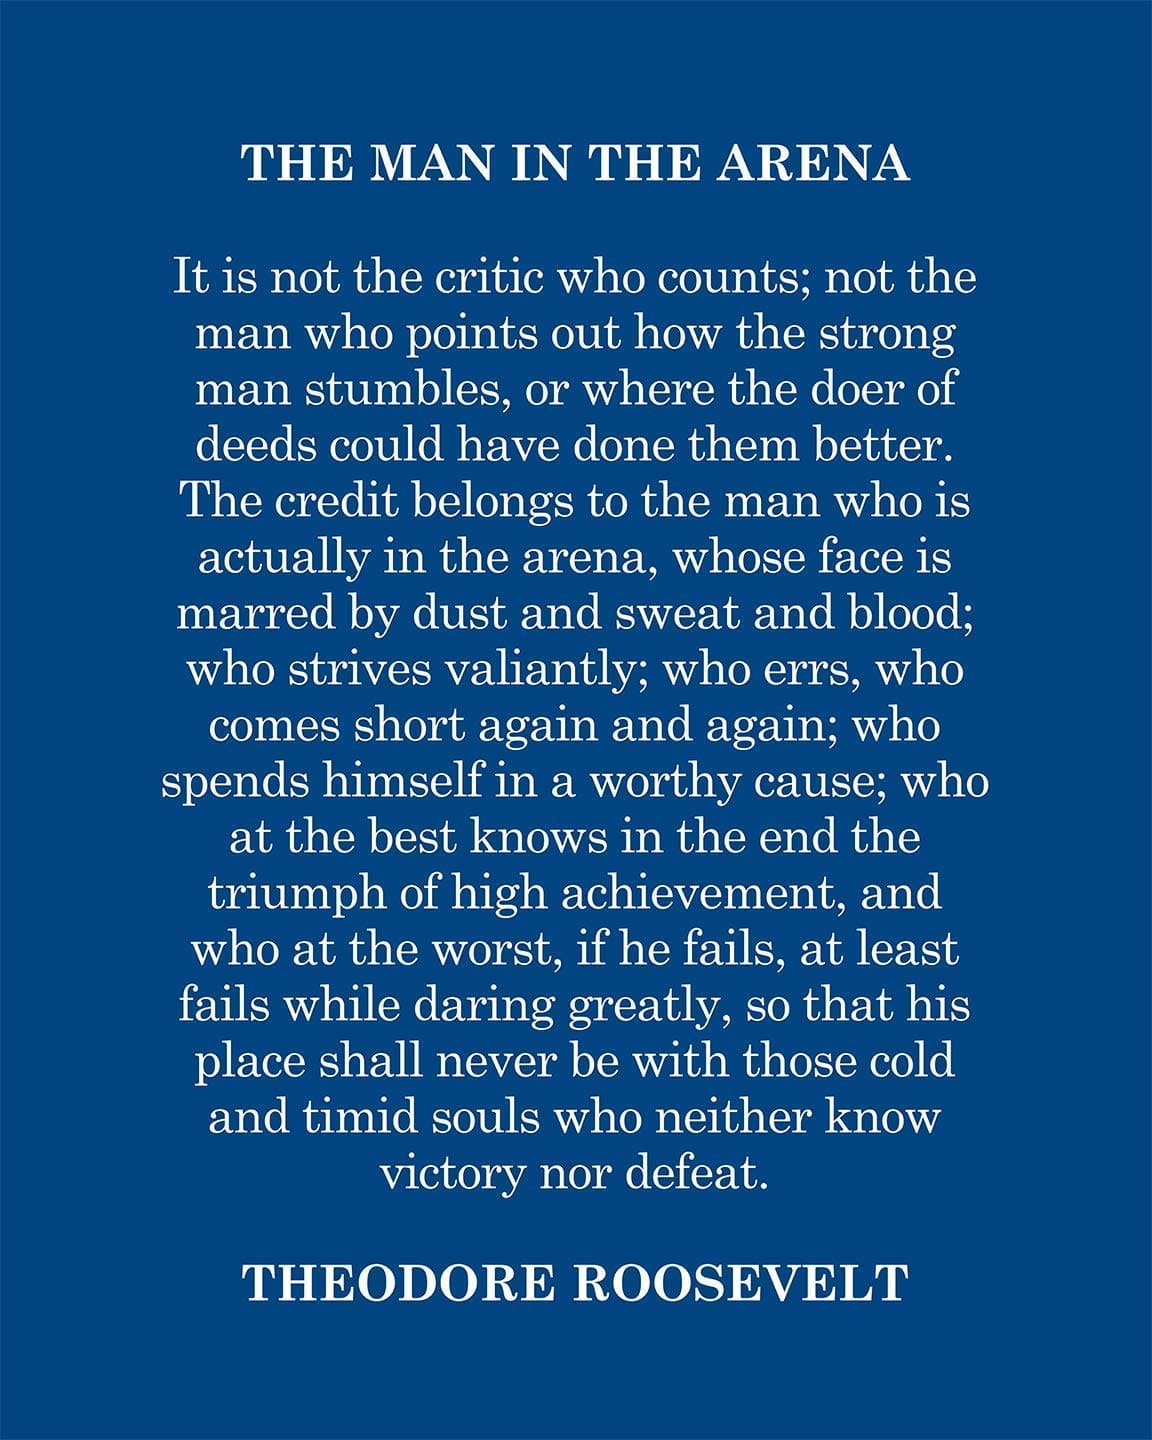 THE MAN IN THE ARENA
It is not the critic who counts; not the
man who points out how the strong
man stumbles, or where the doer of
deeds could have done them better.
The credit belongs to the man who is
actually in the arena, whose face is
marred by dust and sweat and blood;
who strives valiantly; who errs, who
comes short again and again; who
spends himself in a worthy cause; who
at the best knows in the end the
triumph of high achievement, and
who at the worst, if he fails, at least
fails while daring greatly, so that his
place shall never be with those cold
and timid souls who neither know
victory nor defeat.
THEODORE ROOSEVELT